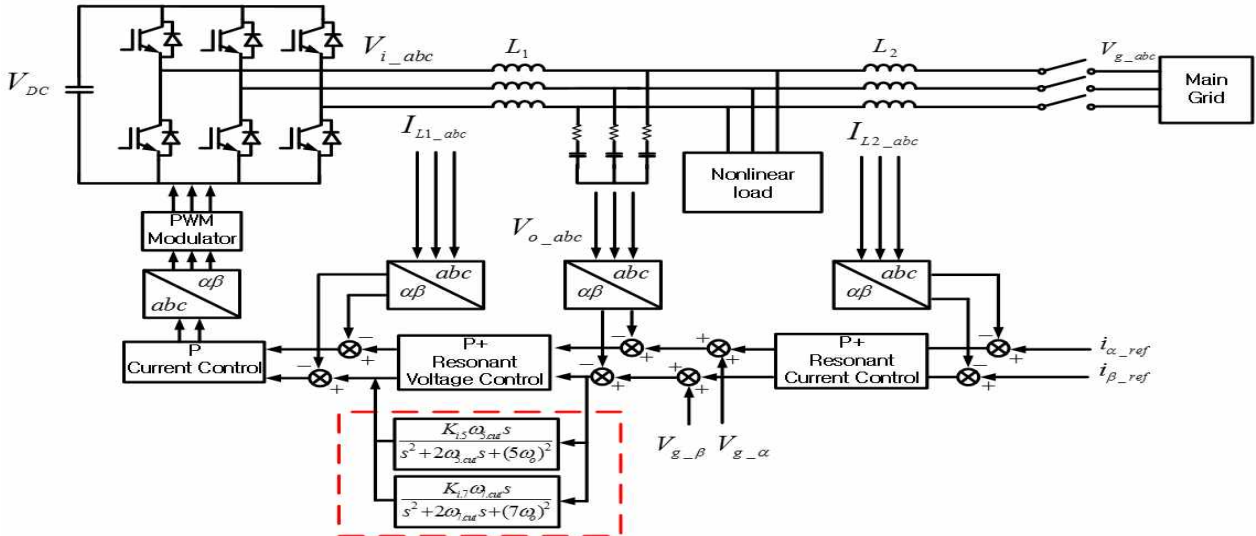 V_DC
V_i_abc
L_1
L_2
V_g_abc
Main
Grid
I_L1_abc
I_L2_abc
Nonlinear
load
PWM
Modulator
V_o_abc
αβ
abc
abc
αβ
abc
αβ
abc
αβ
P
Current Control
P+
Resonant
Voltage Control
P+
Resonant
Current Control
i_α_ref
i_β_ref
− + − + − + − + + + + + − + − +
V_g_β
V_g_α
K_i.5 ω_5.cut s
s² + 2ω_5.cut s + (5ω_o)²
K_i.7 ω_7.cut s
s² + 2ω_7.cut s + (7ω_o)²